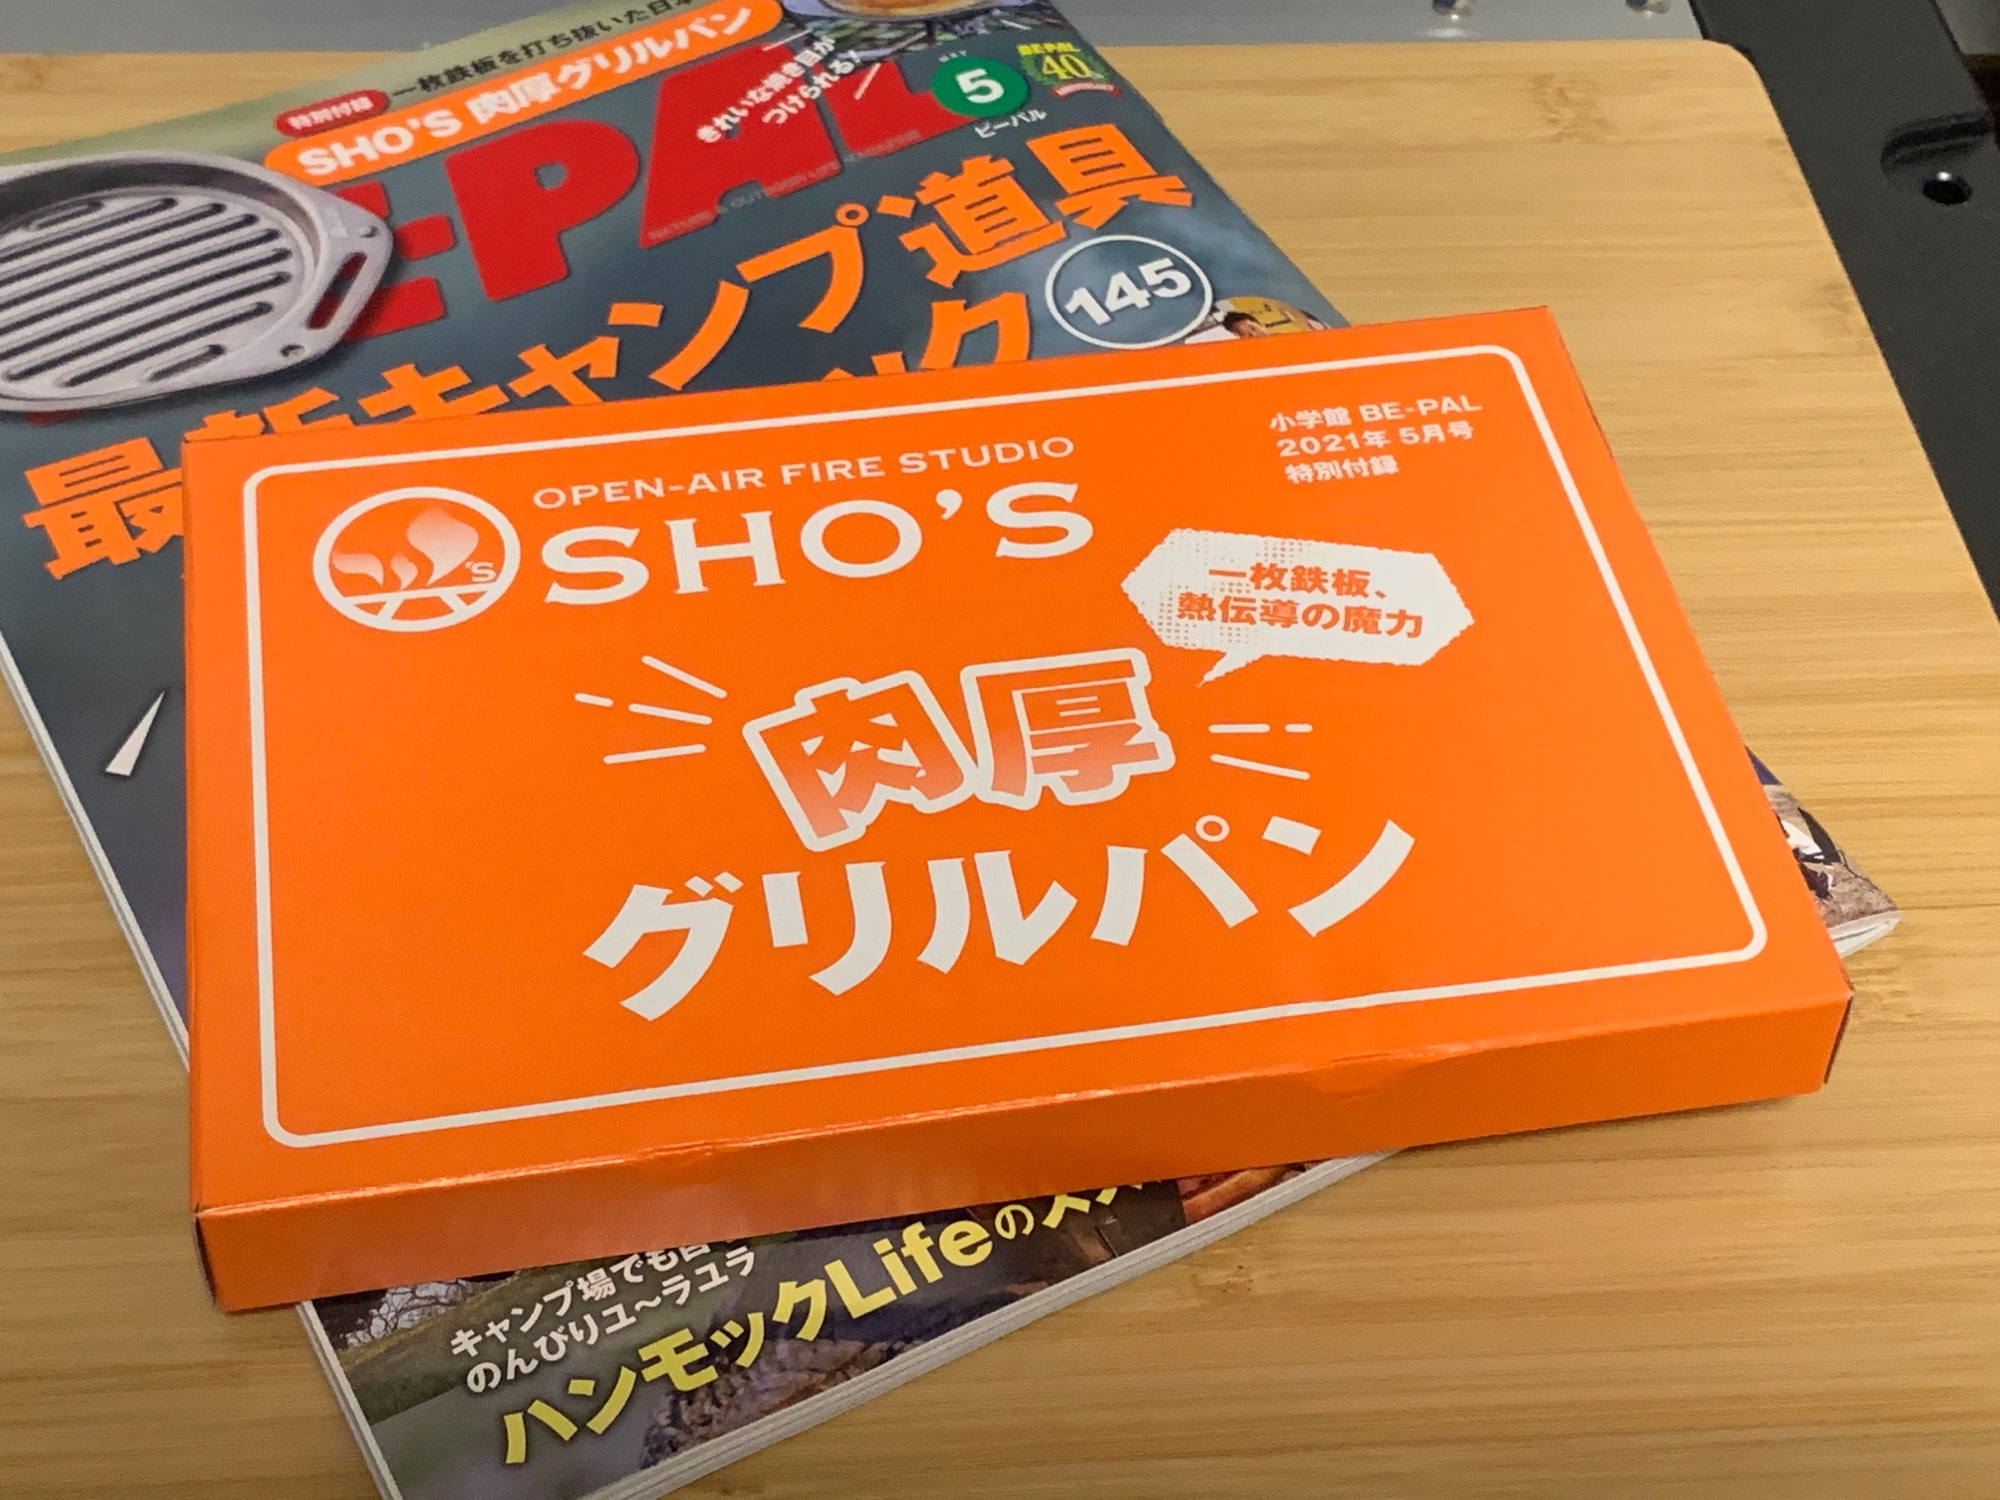 一枚鉄板を打ち抜いた日本
特別付録
SHO'S 肉厚グリルパン
きれいな焼き目が
つけられる!
E-PAL
NATURE & OUTDOOR LIFE MAGAZINE
MAY
5
ビーパル
BE-PAL
40
最新キャンプ道具
145
OPEN-AIR FIRE STUDIO
SHO'S
'S
小学館 BE-PAL
2021年 5月号
特別付録
一枚鉄板、
熱伝導の魔力
肉厚
グリルパン
キャンプ場でも
のんびりユ〜ラユラ
ハンモックLifeの